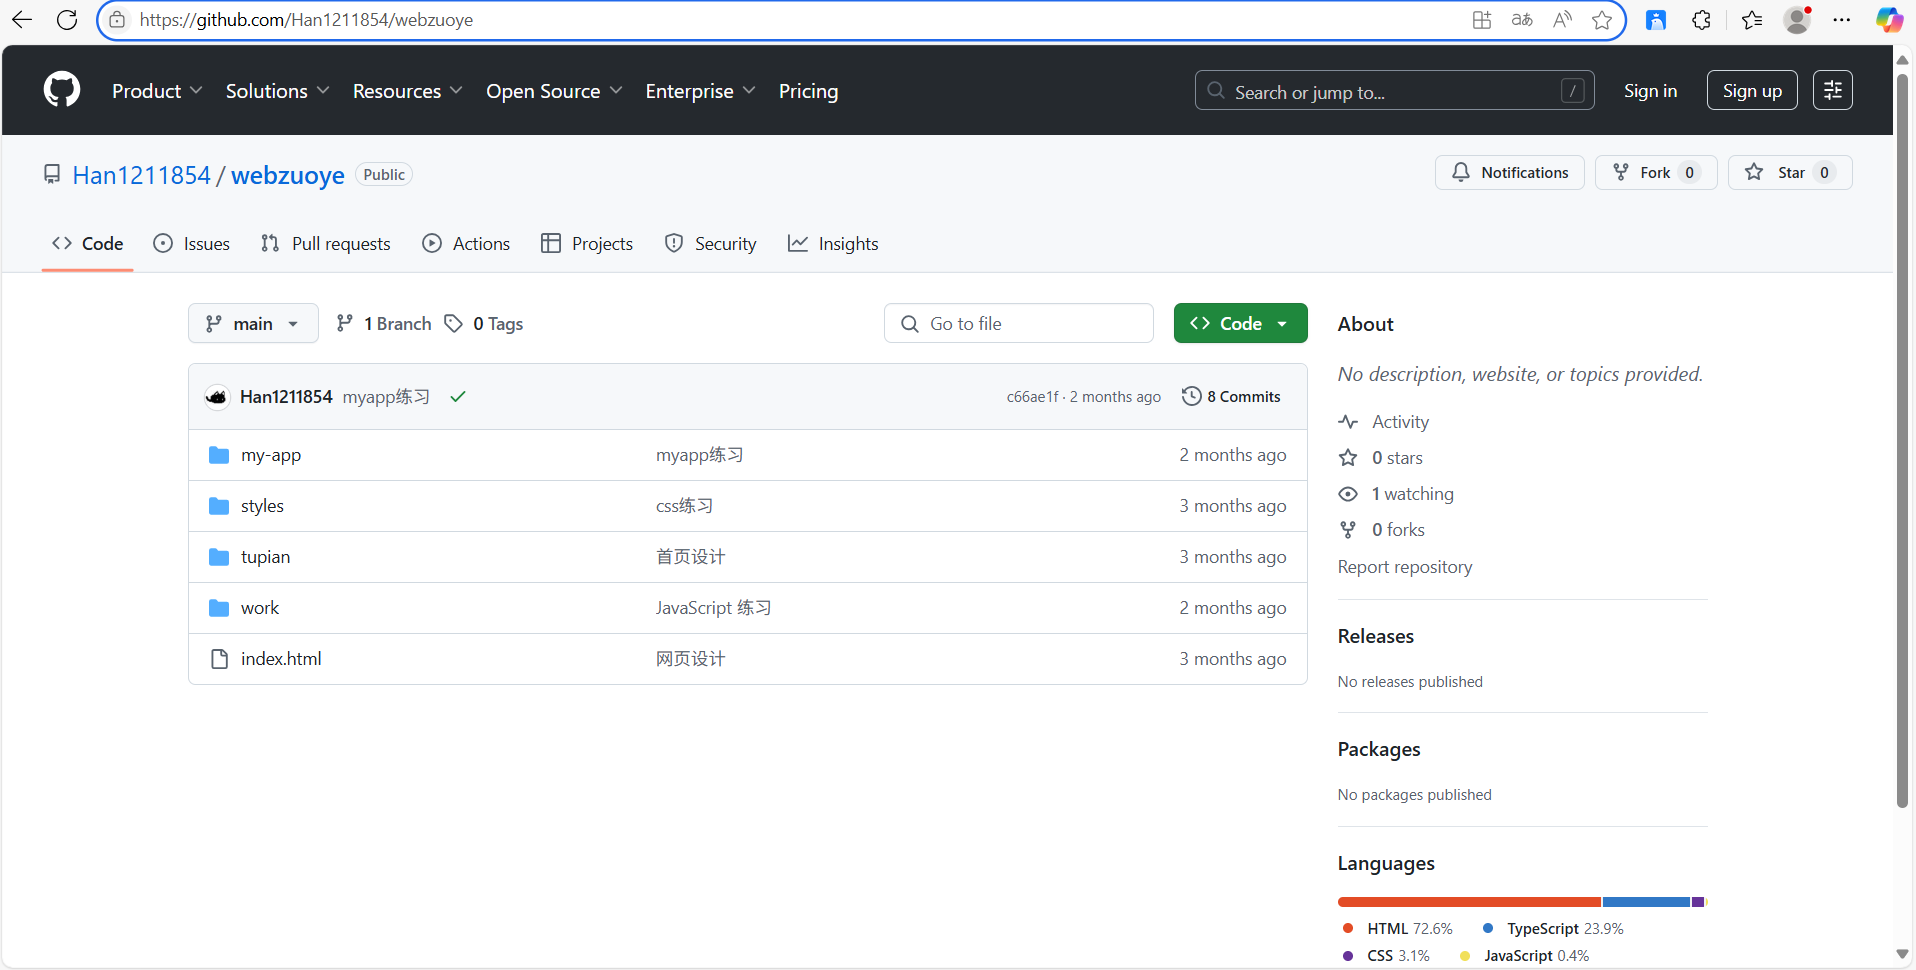 https://github.com/Han1211854/webzuoye
Product Solutions Resources Open Source Enterprise Pricing Search or jump to... / Sign in Sign up
Han1211854 / webzuoye Public Notifications Fork 0 Star 0
Code Issues Pull requests Actions Projects Security Insights
main 1 Branch 0 Tags Go to file Code
Han1211854 myapp练习 c66ae1f · 2 months ago 8 Commits
my-app myapp练习 2 months ago
styles css练习 3 months ago
tupian 首页设计 3 months ago
work JavaScript 练习 2 months ago
index.html 网页设计 3 months ago
About
No description, website, or topics provided.
Activity
0 stars
1 watching
0 forks
Report repository
Releases
No releases published
Packages
No packages published
Languages
HTML 72.6% TypeScript 23.9%
CSS 3.1% JavaScript 0.4%